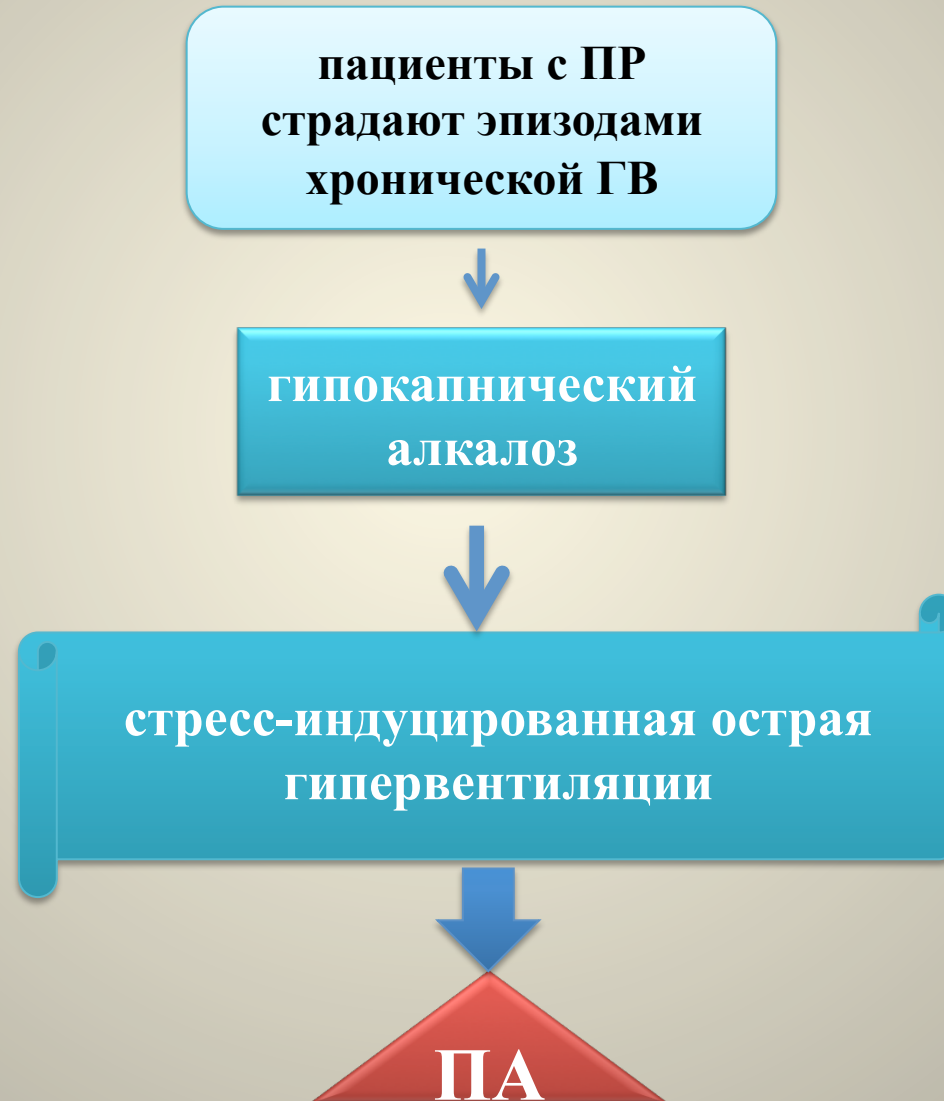 пациенты с ПР
страдают эпизодами
хронической ГВ
гипокапнический
алкалоз
стресс-индуцированная острая
гипервентиляции
ПА